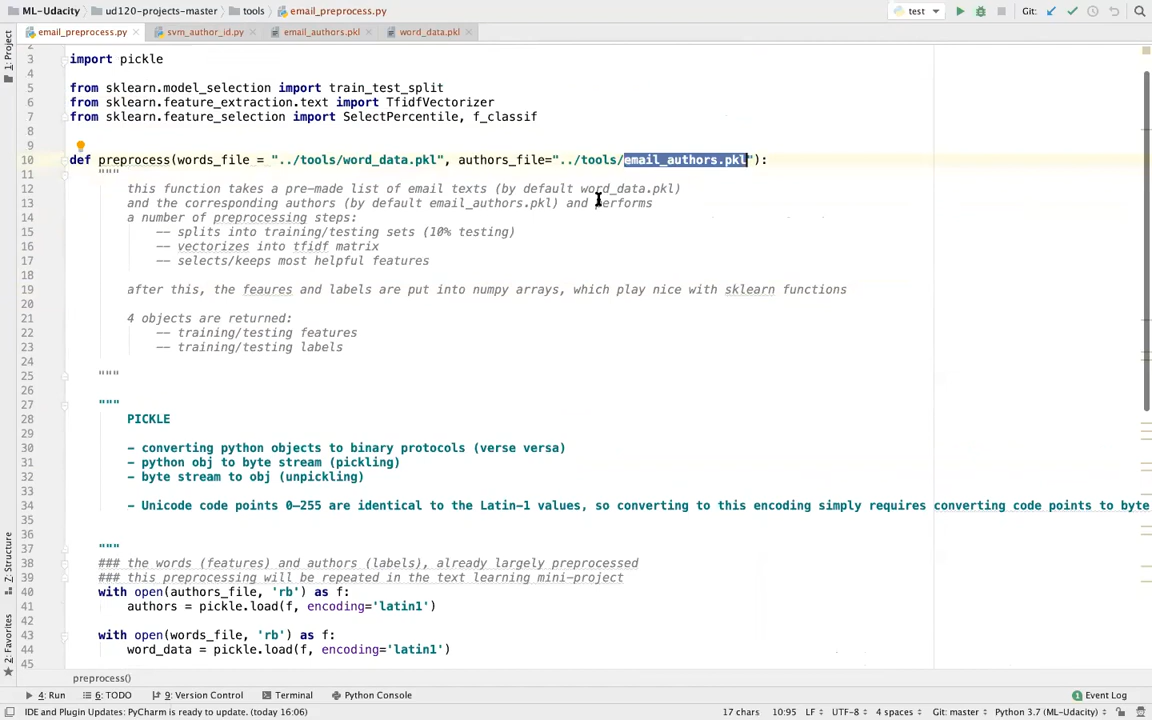 ML-Udacity ud120-projects-master tools email_preprocess.py test Git:
email_preprocess.py svm_author_id.py email_authors.pkl word_data.pkl
1: Project
Z: Structure
2: Favorites
2
3 import pickle
4
5 from sklearn.model_selection import train_test_split
6 from sklearn.feature_extraction.text import TfidfVectorizer
7 from sklearn.feature_selection import SelectPercentile, f_classif
8
9
10 def preprocess(words_file = "../tools/word_data.pkl", authors_file="../tools/email_authors.pkl"):
11 """
12 this function takes a pre-made list of email texts (by default word_data.pkl)
13 and the corresponding authors (by default email_authors.pkl) and performs
14 a number of preprocessing steps:
15 -- splits into training/testing sets (10% testing)
16 -- vectorizes into tfidf matrix
17 -- selects/keeps most helpful features
18
19 after this, the feaures and labels are put into numpy arrays, which play nice with sklearn functions
20
21 4 objects are returned:
22 -- training/testing features
23 -- training/testing labels
24
25 """
26
27 """
28 PICKLE
29
30 - converting python objects to binary protocols (verse versa)
31 - python obj to byte stream (pickling)
32 - byte stream to obj (unpickling)
33
34 - Unicode code points 0–255 are identical to the Latin-1 values, so converting to this encoding simply requires converting code points to byte
35
36
37 """
38 ### the words (features) and authors (labels), already largely preprocessed
39 ### this preprocessing will be repeated in the text learning mini-project
40 with open(authors_file, 'rb') as f:
41 authors = pickle.load(f, encoding='latin1')
42
43 with open(words_file, 'rb') as f:
44 word_data = pickle.load(f, encoding='latin1')
45
preprocess()
4: Run 6: TODO 9: Version Control Terminal Python Console 1 Event Log
IDE and Plugin Updates: PyCharm is ready to update. (today 16:06) 17 chars 10:95 LF UTF-8 4 spaces Git: master Python 3.7 (ML-Udacity)